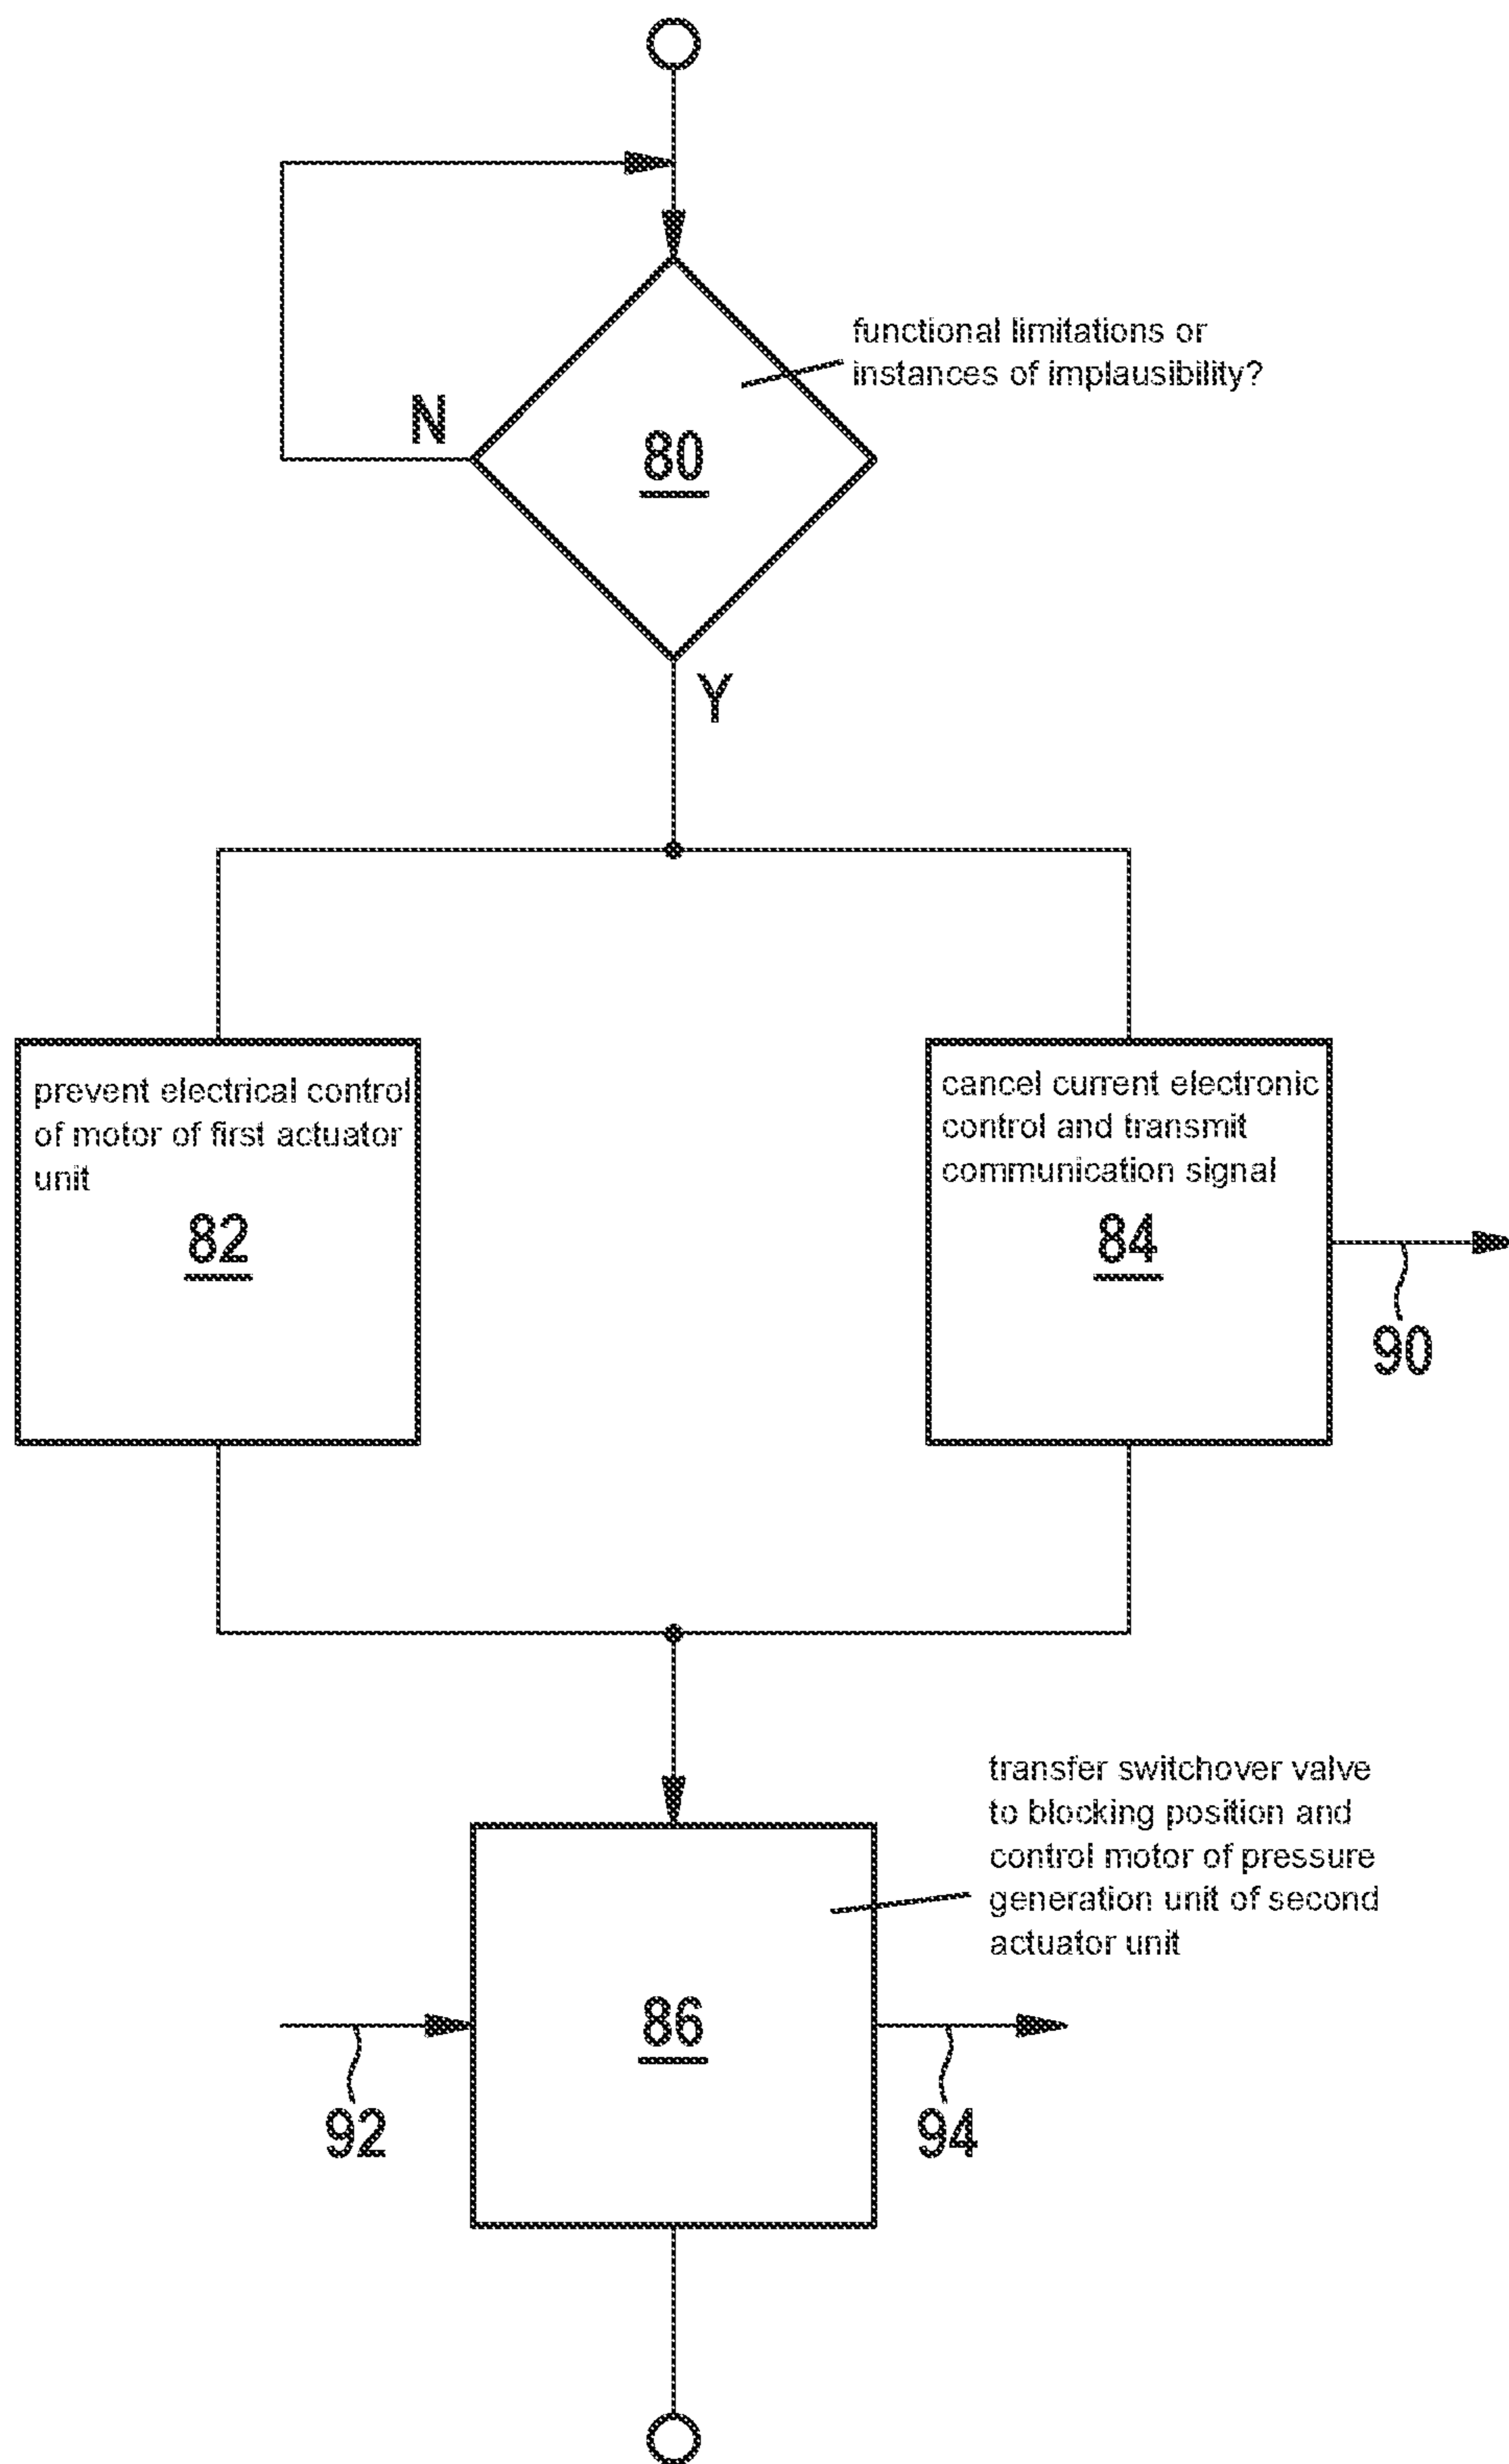 functional limitations or
instances of implausibility?
N
80
Y
prevent electrical control
of motor of first actuator
unit
82
cancel current electronic
control and transmit
communication signal
84
90
transfer switchover valve
to blocking position and
control motor of pressure
generation unit of second
actuator unit
86
92
94